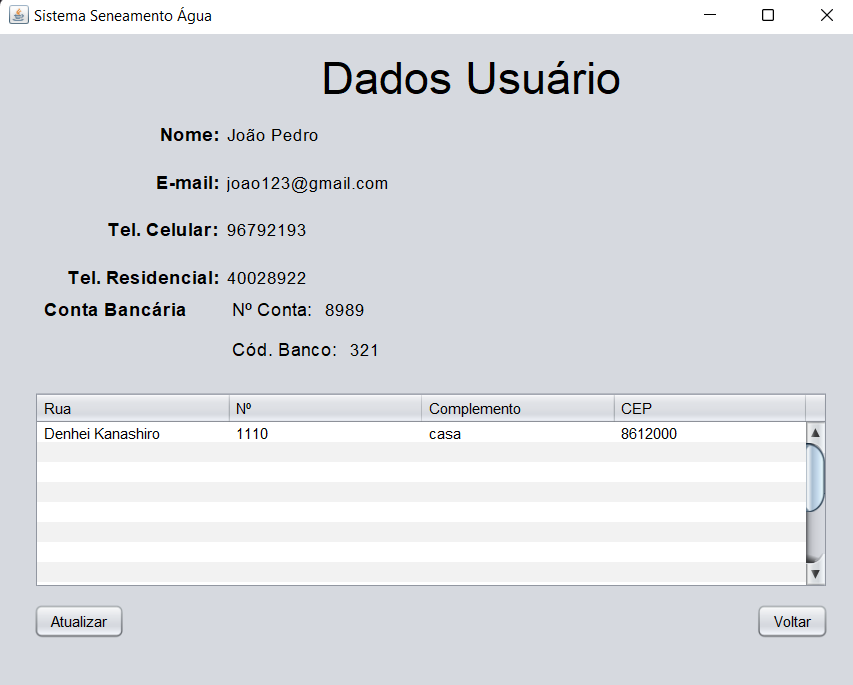 Sistema Seneamento Água
Dados Usuário
Nome: João Pedro
E-mail: joao123@gmail.com
Tel. Celular: 96792193
Tel. Residencial: 40028922
Conta Bancária Nº Conta: 8989
Cód. Banco: 321
Rua Nº Complemento CEP
Denhei Kanashiro 1110 casa 8612000
Atualizar Voltar